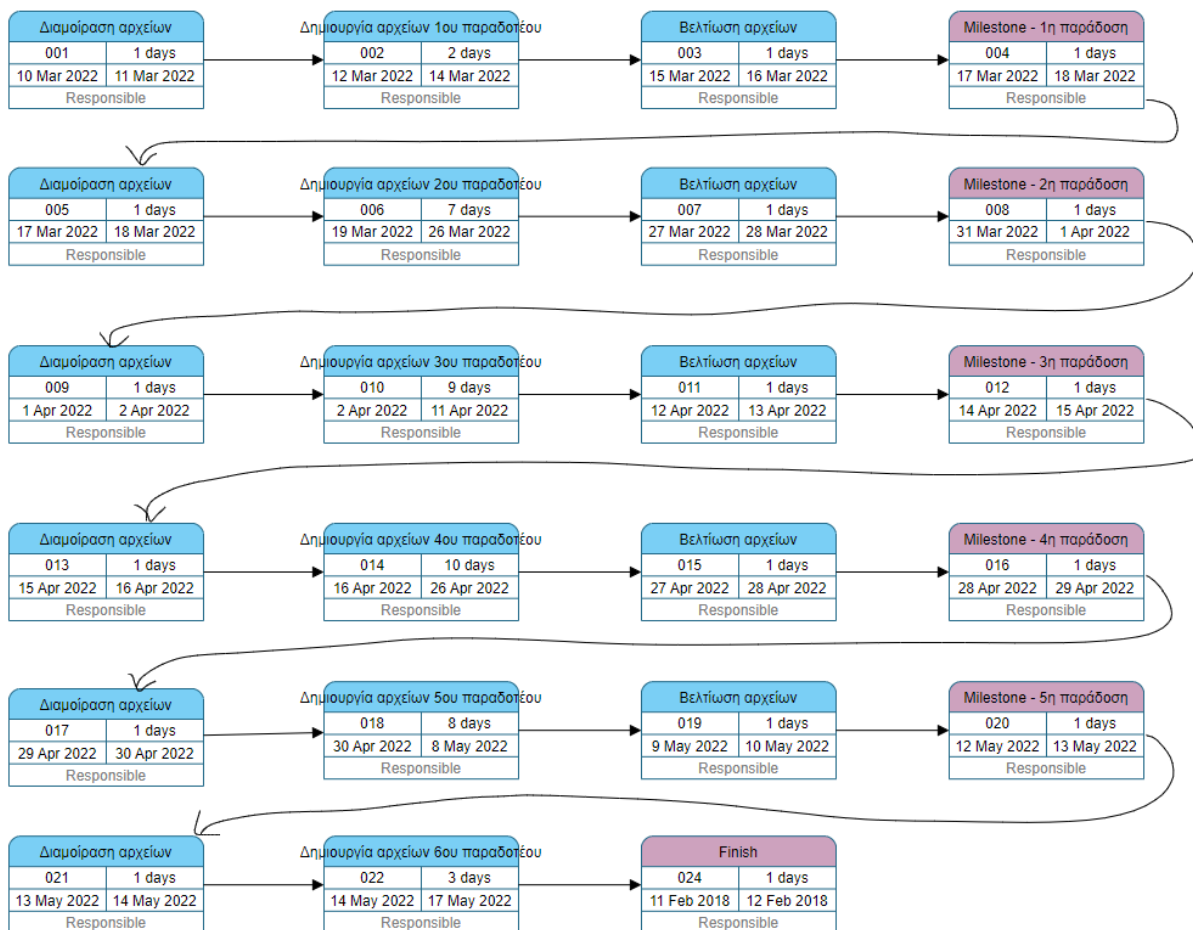 Διαμοίραση αρχείων
001 1 days
10 Mar 2022 11 Mar 2022
Responsible
Δημιουργία αρχείων 1ου παραδοτέου
002 2 days
12 Mar 2022 14 Mar 2022
Responsible
Βελτίωση αρχείων
003 1 days
15 Mar 2022 16 Mar 2022
Responsible
Milestone - 1η παράδοση
004 1 days
17 Mar 2022 18 Mar 2022
Responsible
Διαμοίραση αρχείων
005 1 days
17 Mar 2022 18 Mar 2022
Responsible
Δημιουργία αρχείων 2ου παραδοτέου
006 7 days
19 Mar 2022 26 Mar 2022
Responsible
Βελτίωση αρχείων
007 1 days
27 Mar 2022 28 Mar 2022
Responsible
Milestone - 2η παράδοση
008 1 days
31 Mar 2022 1 Apr 2022
Responsible
Διαμοίραση αρχείων
009 1 days
1 Apr 2022 2 Apr 2022
Responsible
Δημιουργία αρχείων 3ου παραδοτέου
010 9 days
2 Apr 2022 11 Apr 2022
Responsible
Βελτίωση αρχείων
011 1 days
12 Apr 2022 13 Apr 2022
Responsible
Milestone - 3η παράδοση
012 1 days
14 Apr 2022 15 Apr 2022
Responsible
Διαμοίραση αρχείων
013 1 days
15 Apr 2022 16 Apr 2022
Responsible
Δημιουργία αρχείων 4ου παραδοτέου
014 10 days
16 Apr 2022 26 Apr 2022
Responsible
Βελτίωση αρχείων
015 1 days
27 Apr 2022 28 Apr 2022
Responsible
Milestone - 4η παράδοση
016 1 days
28 Apr 2022 29 Apr 2022
Responsible
Διαμοίραση αρχείων
017 1 days
29 Apr 2022 30 Apr 2022
Responsible
Δημιουργία αρχείων 5ου παραδοτέου
018 8 days
30 Apr 2022 8 May 2022
Responsible
Βελτίωση αρχείων
019 1 days
9 May 2022 10 May 2022
Responsible
Milestone - 5η παράδοση
020 1 days
12 May 2022 13 May 2022
Responsible
Διαμοίραση αρχείων
021 1 days
13 May 2022 14 May 2022
Responsible
Δημιουργία αρχείων 6ου παραδοτέου
022 3 days
14 May 2022 17 May 2022
Responsible
Finish
024 1 days
11 Feb 2018 12 Feb 2018
Responsible